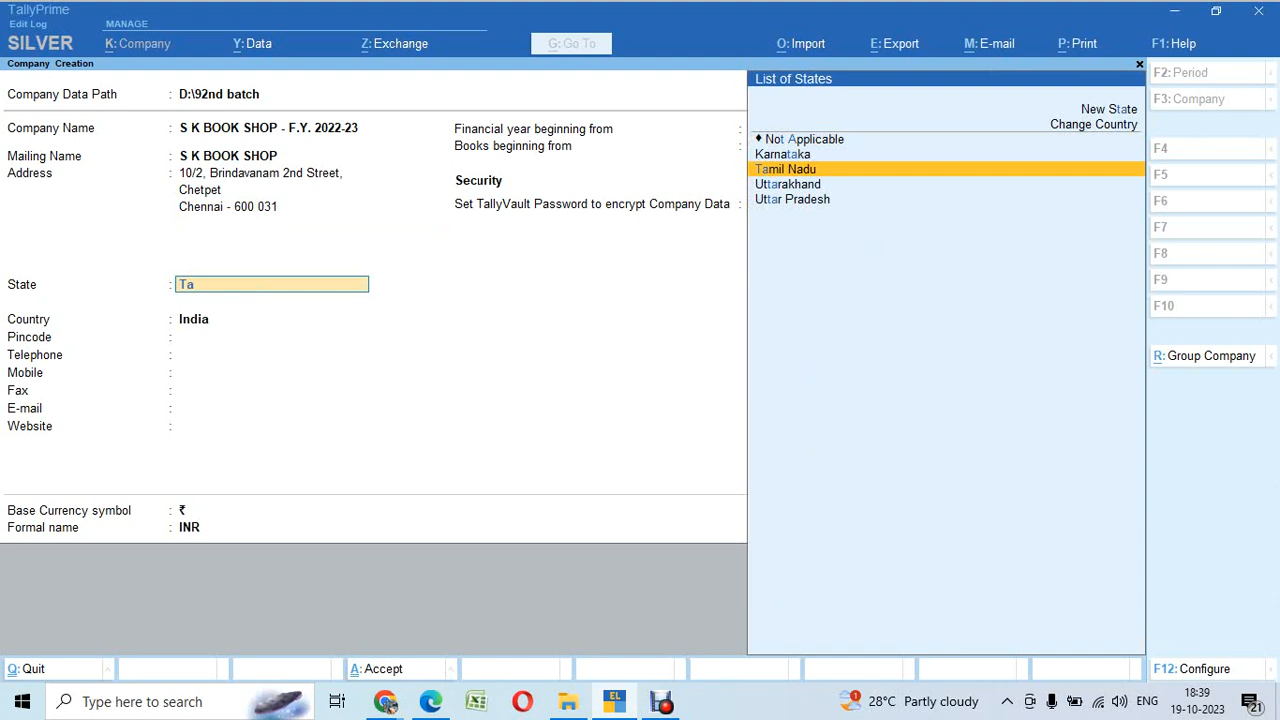 TallyPrime
Edit Log
SILVER
MANAGE
K: Company
Y: Data
Z: Exchange
G: Go To
O: Import
E: Export
M: E-mail
P: Print
F1: Help
Company Creation
Company Data Path : D:\92nd batch
Company Name : S K BOOK SHOP - F.Y. 2022-23
Mailing Name : S K BOOK SHOP
Address : 10/2, Brindavanam 2nd Street,
Chetpet
Chennai - 600 031
State : Ta
Country : India
Pincode :
Telephone :
Mobile :
Fax :
E-mail :
Website :
Base Currency symbol : ₹
Formal name : INR
Financial year beginning from :
Books beginning from :
Security
Set TallyVault Password to encrypt Company Data :
List of States
New State
Change Country
♦ Not Applicable
Karnataka
Tamil Nadu
Uttarakhand
Uttar Pradesh
F2: Period
F3: Company
F4
F5
F6
F7
F8
F9
F10
R: Group Company
Q: Quit
A: Accept
F12: Configure
Type here to search
EL
1
28°C Partly cloudy
ENG
18:39
19-10-2023
21